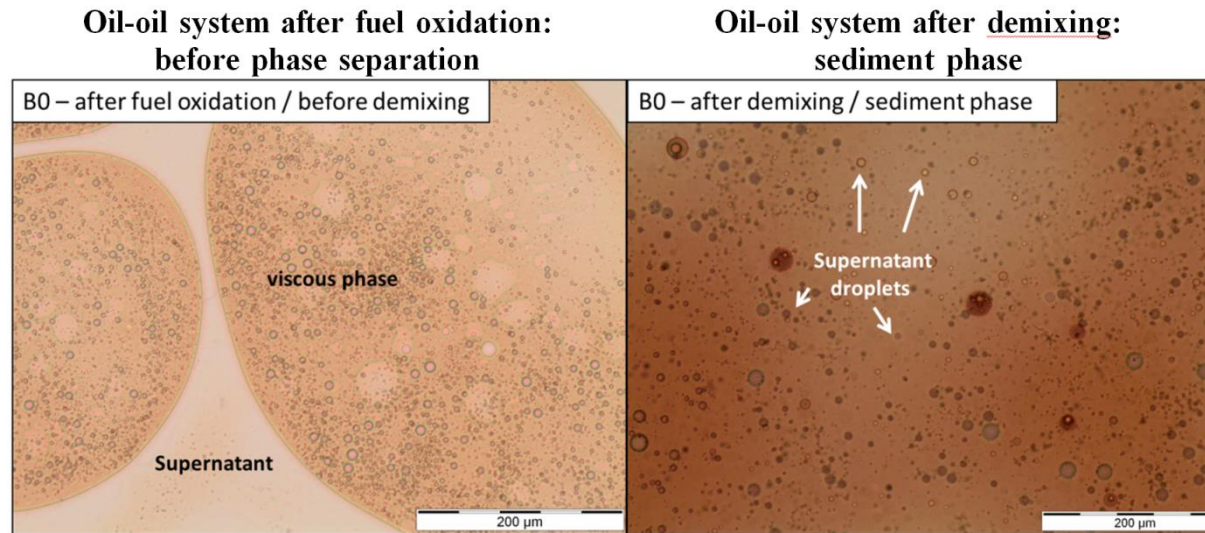 Oil-oil system after fuel oxidation:
before phase separation
Oil-oil system after demixing:
sediment phase
B0 – after fuel oxidation / before demixing
viscous phase
Supernatant
200 µm
B0 – after demixing / sediment phase
Supernatant
droplets
200 µm